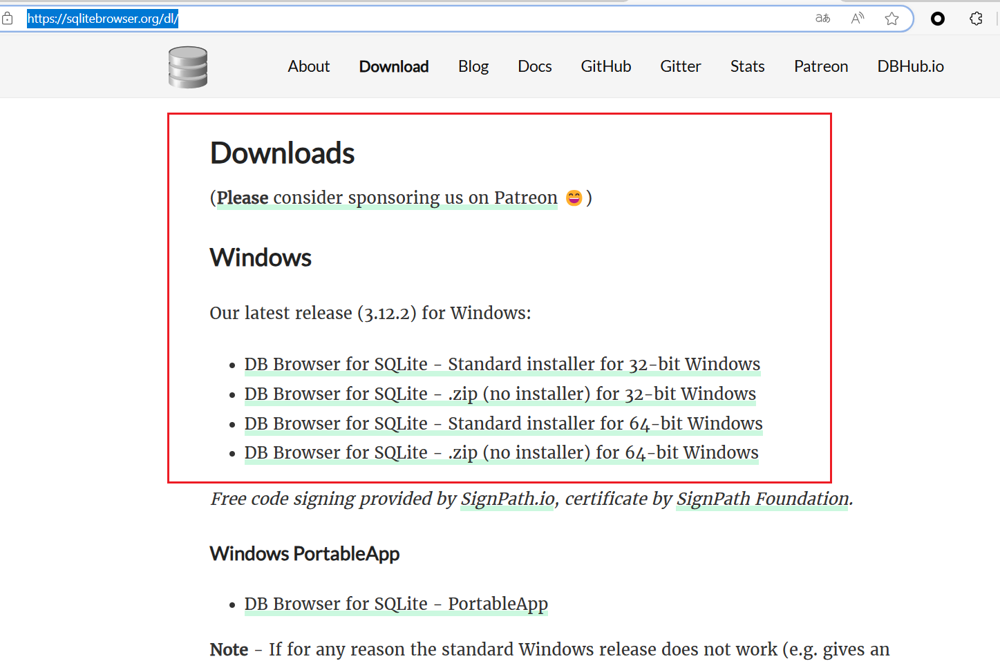 https://sqlitebrowser.org/dl/
aあ
A
About Download Blog Docs GitHub Gitter Stats Patreon DBHub.io
Downloads
(Please consider sponsoring us on Patreon 😄 )
Windows
Our latest release (3.12.2) for Windows:
• DB Browser for SQLite - Standard installer for 32-bit Windows
• DB Browser for SQLite - .zip (no installer) for 32-bit Windows
• DB Browser for SQLite - Standard installer for 64-bit Windows
• DB Browser for SQLite - .zip (no installer) for 64-bit Windows
Free code signing provided by SignPath.io, certificate by SignPath Foundation.
Windows PortableApp
• DB Browser for SQLite - PortableApp
Note - If for any reason the standard Windows release does not work (e.g. gives an